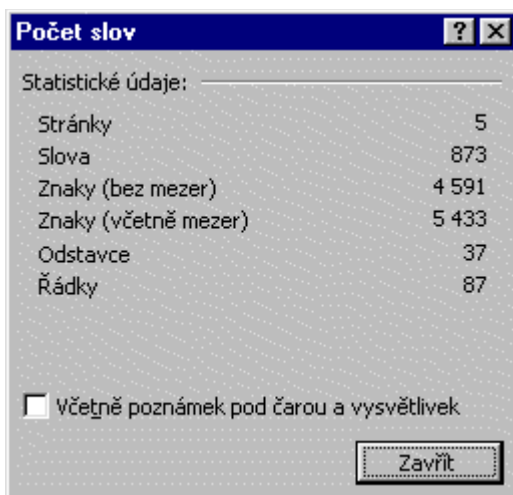 Počet slov
Statistické údaje:
Stránky 5
Slova 873
Znaky (bez mezer) 4 591
Znaky (včetně mezer) 5 433
Odstavce 37
Řádky 87
Včetně poznámek pod čarou a vysvětlivek
Zavřít